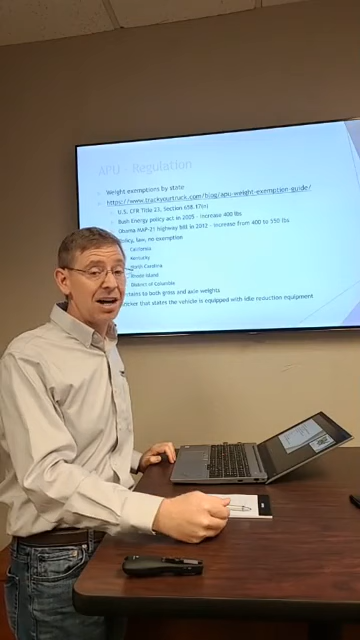 APU - Regulation
Weight exemptions by state
https://www.trackyourtruck.com/blog/apu-weight-exemption-guide/
U.S. CFR Title 23, Section 658.17(n)
Bush Energy policy act in 2005 - increase 400 lbs
Obama MAP-21 highway bill in 2012 - increase from 400 to 550 lbs
policy, law, no exemption
California
Kentucky
North Carolina
Rhode Island
District of Columbia
to both gross and axle weights
that states the vehicle is equipped with idle reduction equipment